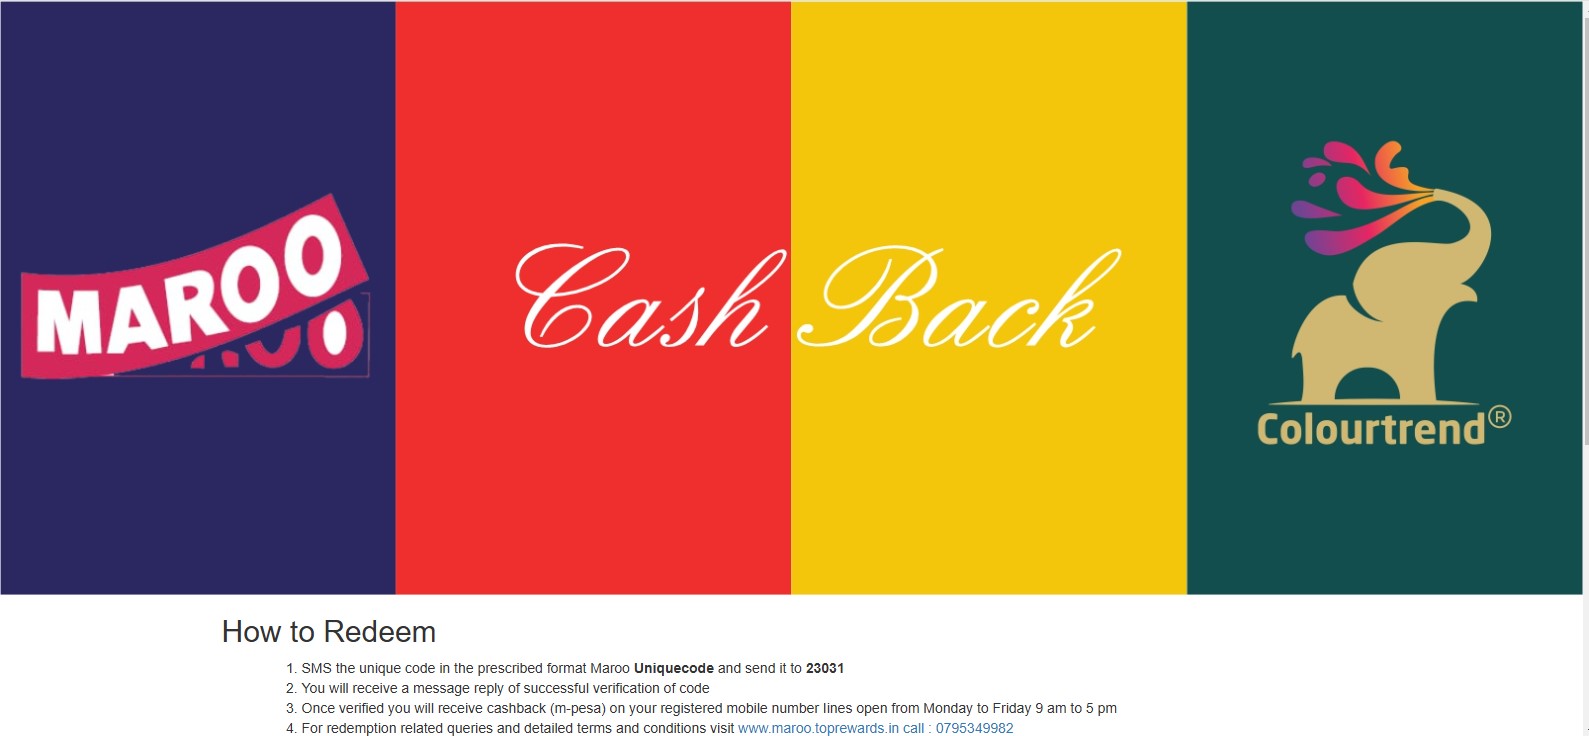 MAROO
Cash Back
Colourtrend®
How to Redeem
1. SMS the unique code in the prescribed format Maroo Uniquecode and send it to 23031
2. You will receive a message reply of successful verification of code
3. Once verified you will receive cashback (m-pesa) on your registered mobile number lines open from Monday to Friday 9 am to 5 pm
4. For redemption related queries and detailed terms and conditions visit www.maroo.toprewards.in call : 0795349982